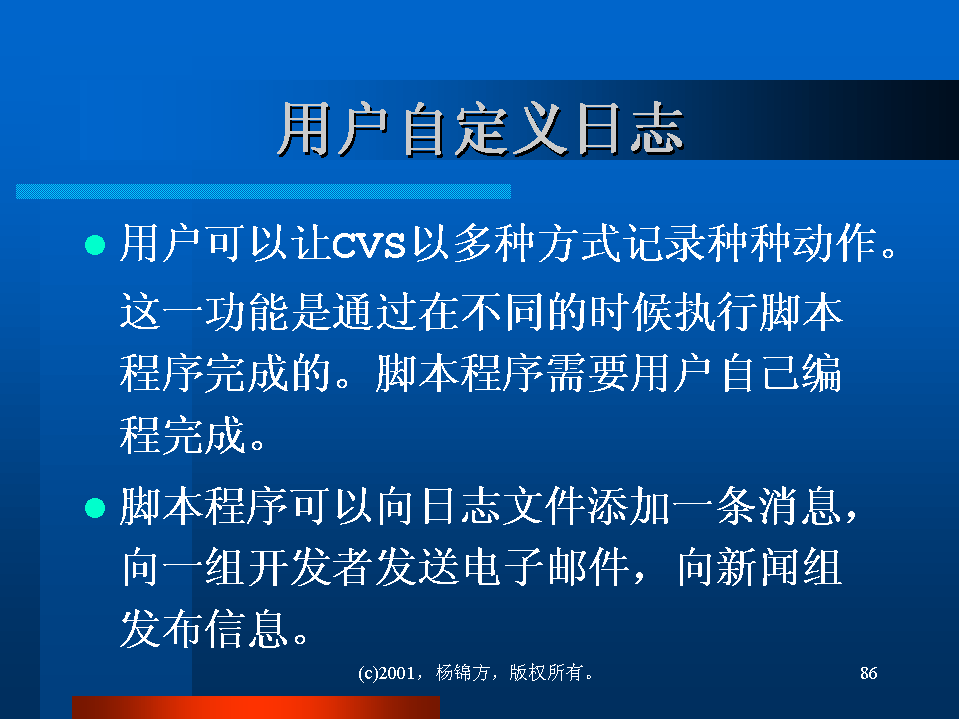 用户自定义日志
用户可以让CVS以多种方式记录种种动作。
这一功能是通过在不同的时候执行脚本
程序完成的。脚本程序需要用户自己编
程完成。
脚本程序可以向日志文件添加一条消息，
向一组开发者发送电子邮件，向新闻组
发布信息。
(c)2001，杨锦方，版权所有。
86